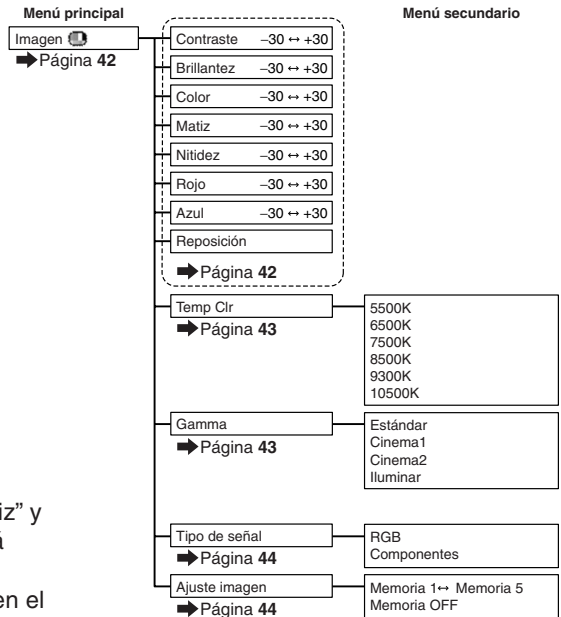 Menú principal
Menú secundario
Imagen
Página 42
Contraste −30 ↔ +30
Brillantez −30 ↔ +30
Color −30 ↔ +30
Matiz −30 ↔ +30
Nitidez −30 ↔ +30
Rojo −30 ↔ +30
Azul −30 ↔ +30
Reposición
Página 42
Temp Clr
Página 43
5500K
6500K
7500K
8500K
9300K
10500K
Gamma
Página 43
Estándar
Cinema1
Cinema2
Iluminar
Tipo de señal
Página 44
RGB
Componentes
Ajuste imagen
Página 44
Memoria 1↔ Memoria 5
Memoria OFF
iz” y
á
en el